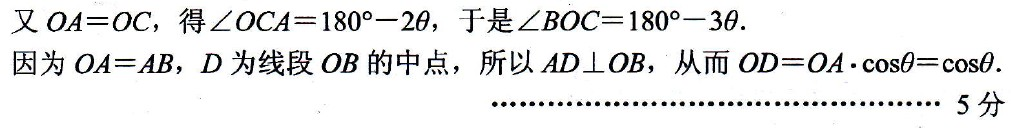 又 OA=OC，得∠OCA=180°−2θ，于是∠BOC=180°−3θ.
因为 OA=AB，D 为线段 OB 的中点，所以 AD⊥OB，从而 OD=OA·cosθ=cosθ.
………………………………………… 5 分